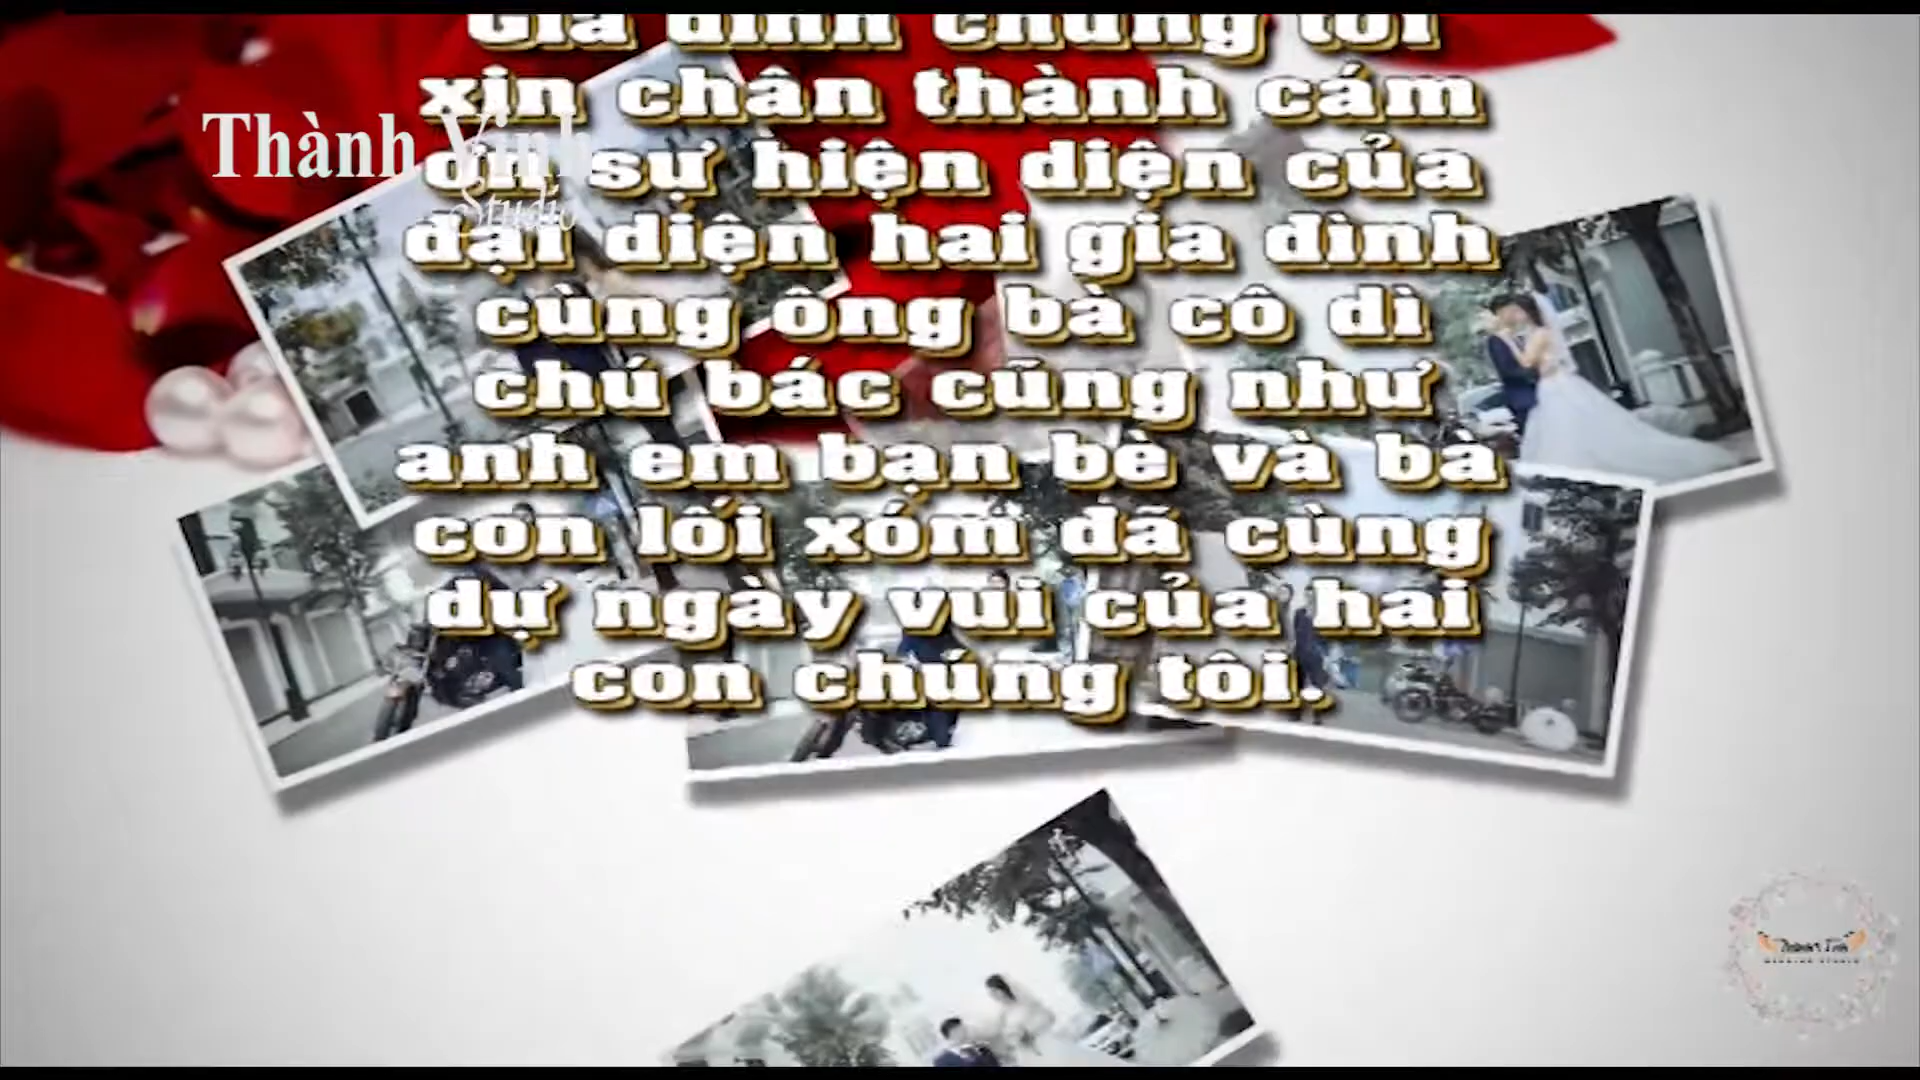 Gia đình chúng tôi
xin chân thành cám
ơn sự hiện diện của
đại diện hai gia đình
cùng ông bà cô dì
chú bác cũng như
anh em bạn bè và bà
con lối xóm đã cùng
dự ngày vui của hai
con chúng tôi.
Thành Vinh
Studio